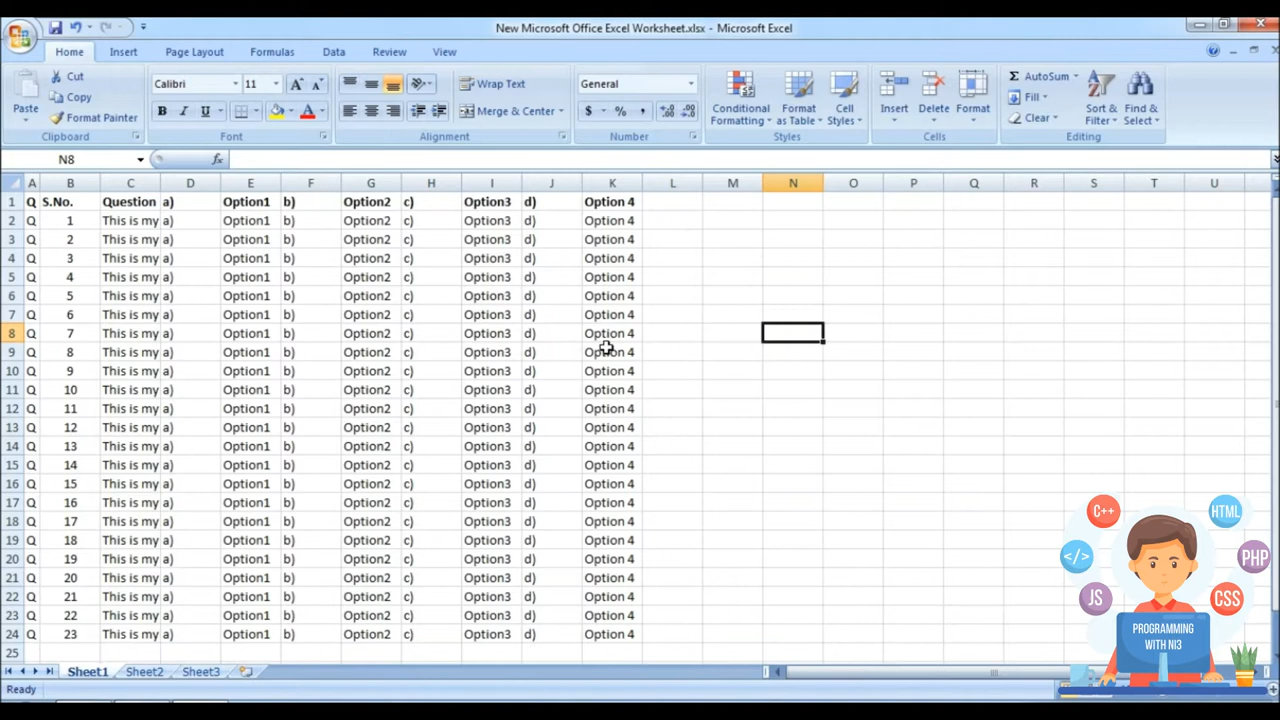 New Microsoft Office Excel Worksheet.xlsx - Microsoft Excel
Home Insert Page Layout Formulas Data Review View
Paste Cut Copy Format Painter Clipboard
Calibri 11 B I U A Font
Wrap Text Merge & Center Alignment
General $ % , Number
Conditional Formatting Format as Table Cell Styles Styles
Insert Delete Format Cells
Σ AutoSum Fill Clear Sort & Filter Find & Select Editing
N8 fx
A B C D E F G H I J K L M N O P Q R S T U
1 Q S.No. Question a) Option1 b) Option2 c) Option3 d) Option 4
2 Q 1 This is my a) Option1 b) Option2 c) Option3 d) Option 4
3 Q 2 This is my a) Option1 b) Option2 c) Option3 d) Option 4
4 Q 3 This is my a) Option1 b) Option2 c) Option3 d) Option 4
5 Q 4 This is my a) Option1 b) Option2 c) Option3 d) Option 4
6 Q 5 This is my a) Option1 b) Option2 c) Option3 d) Option 4
7 Q 6 This is my a) Option1 b) Option2 c) Option3 d) Option 4
8 Q 7 This is my a) Option1 b) Option2 c) Option3 d) Option 4
9 Q 8 This is my a) Option1 b) Option2 c) Option3 d) Option 4
10 Q 9 This is my a) Option1 b) Option2 c) Option3 d) Option 4
11 Q 10 This is my a) Option1 b) Option2 c) Option3 d) Option 4
12 Q 11 This is my a) Option1 b) Option2 c) Option3 d) Option 4
13 Q 12 This is my a) Option1 b) Option2 c) Option3 d) Option 4
14 Q 13 This is my a) Option1 b) Option2 c) Option3 d) Option 4
15 Q 14 This is my a) Option1 b) Option2 c) Option3 d) Option 4
16 Q 15 This is my a) Option1 b) Option2 c) Option3 d) Option 4
17 Q 16 This is my a) Option1 b) Option2 c) Option3 d) Option 4
18 Q 17 This is my a) Option1 b) Option2 c) Option3 d) Option 4
19 Q 18 This is my a) Option1 b) Option2 c) Option3 d) Option 4
20 Q 19 This is my a) Option1 b) Option2 c) Option3 d) Option 4
21 Q 20 This is my a) Option1 b) Option2 c) Option3 d) Option 4
22 Q 21 This is my a) Option1 b) Option2 c) Option3 d) Option 4
23 Q 22 This is my a) Option1 b) Option2 c) Option3 d) Option 4
24 Q 23 This is my a) Option1 b) Option2 c) Option3 d) Option 4
25
C++ HTML
</> PHP
JS CSS
PROGRAMMING
WITH NI3
Sheet1 Sheet2 Sheet3
Ready